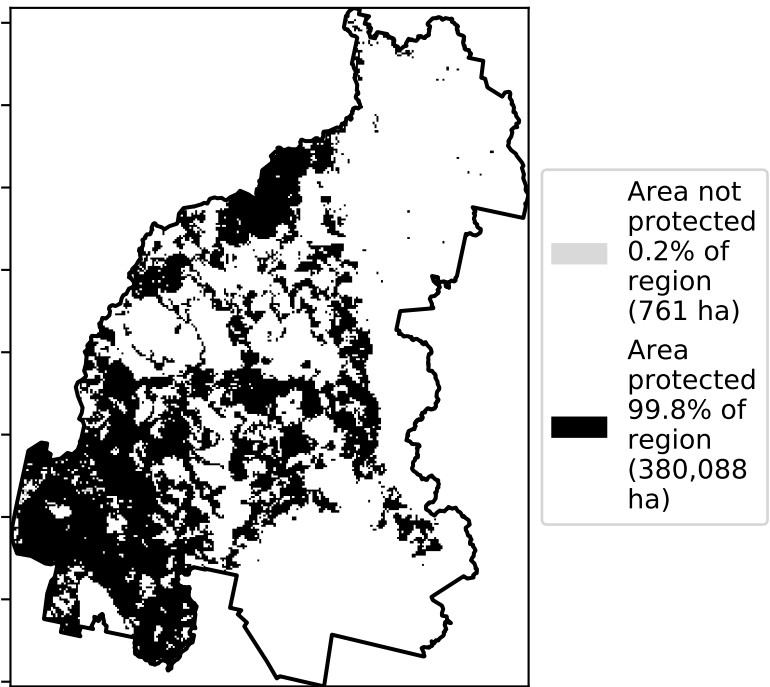 Area not
protected
0.2% of
region
(761 ha)
Area
protected
99.8% of
region
(380,088
ha)